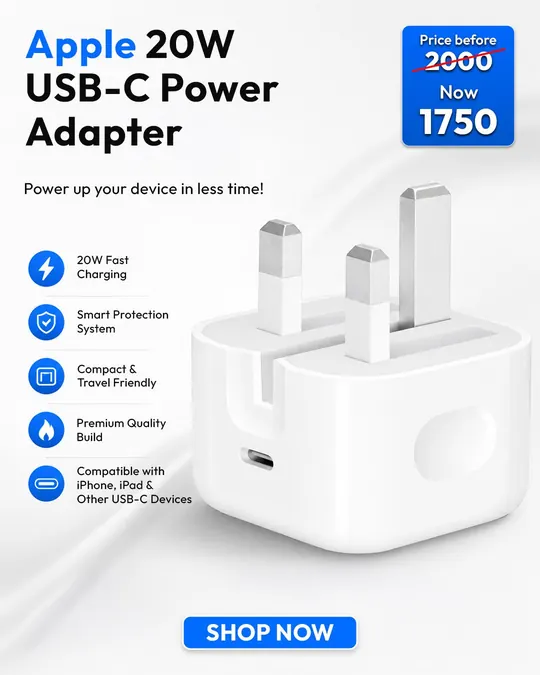 Apple 20W
USB-C Power
Adapter
Price before
2000
Now
1750
Power up your device in less time!
20W Fast
Charging
Smart Protection
System
Compact &
Travel Friendly
Premium Quality
Build
Compatible with
iPhone, iPad &
Other USB-C Devices
SHOP NOW